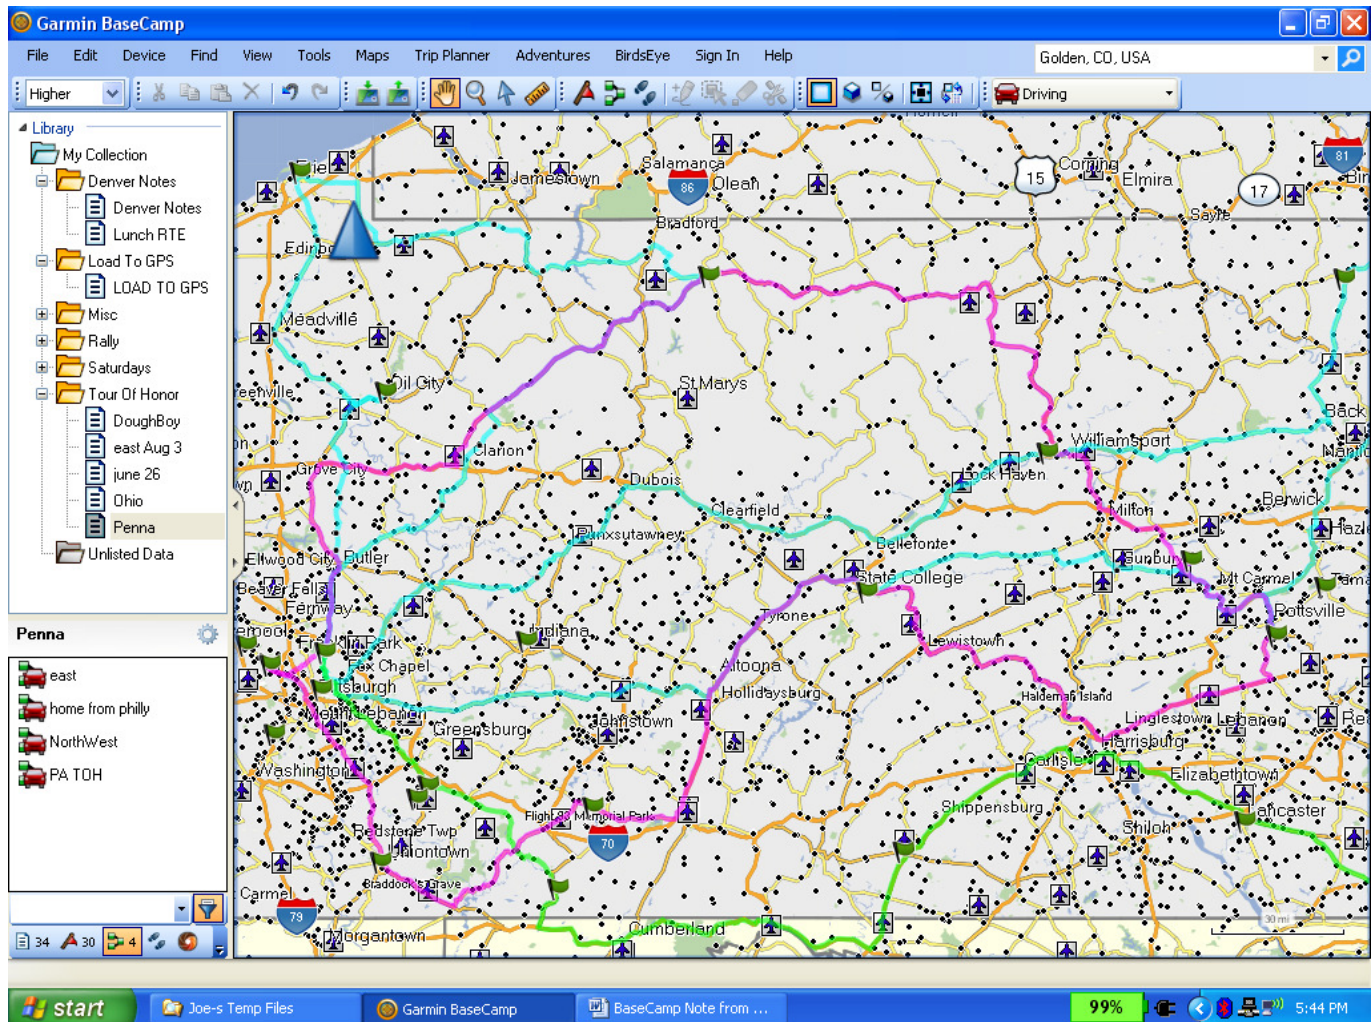 Garmin BaseCamp
File Edit Device Find View Tools Maps Trip Planner Adventures BirdsEye Sign In Help
Golden, CO, USA
Higher
Driving
Library
My Collection
Denver Notes
Denver Notes
Lunch RTE
Load To GPS
LOAD TO GPS
Misc
Rally
Saturdays
Tour Of Honor
DoughBoy
east Aug 3
june 26
Ohio
Penna
Unlisted Data
Penna
east
home from philly
NorthWest
PA TOH
34 30 4
Salamanca
Corning
81
Jamestown
86
Olean
15
Elmira
17
Bradford
Sayre
Meadville
Oil City
St Marys
Clarion
Williamsport
Grove City
Lock Haven
Dubois
Berwick
Clearfield
Milton
Punxsutawney
Bellefonte
Ellwood City
Butler
Sunbury
State College
Mt Carmel
Beaver Falls
Fernway
Tyrone
Pottsville
Franklin Park
Indiana
Lewistown
Fox Chapel
Altoona
Hollidaysburg
Haldeman Island
Mount Lebanon
Johnstown
Linglestown
Lebanon
Greensburg
Harrisburg
Carlisle
Washington
Elizabethtown
Shippensburg
Lancaster
Flight 93 Memorial Park
Shiloh
Redstone Twp
70
Uniontown
Braddock's Grave
Carmel
79
30 mi
Morgantown
Cumberland
start
Joe-s Temp Files
Garmin BaseCamp
BaseCamp Note from ...
99%
5:44 PM